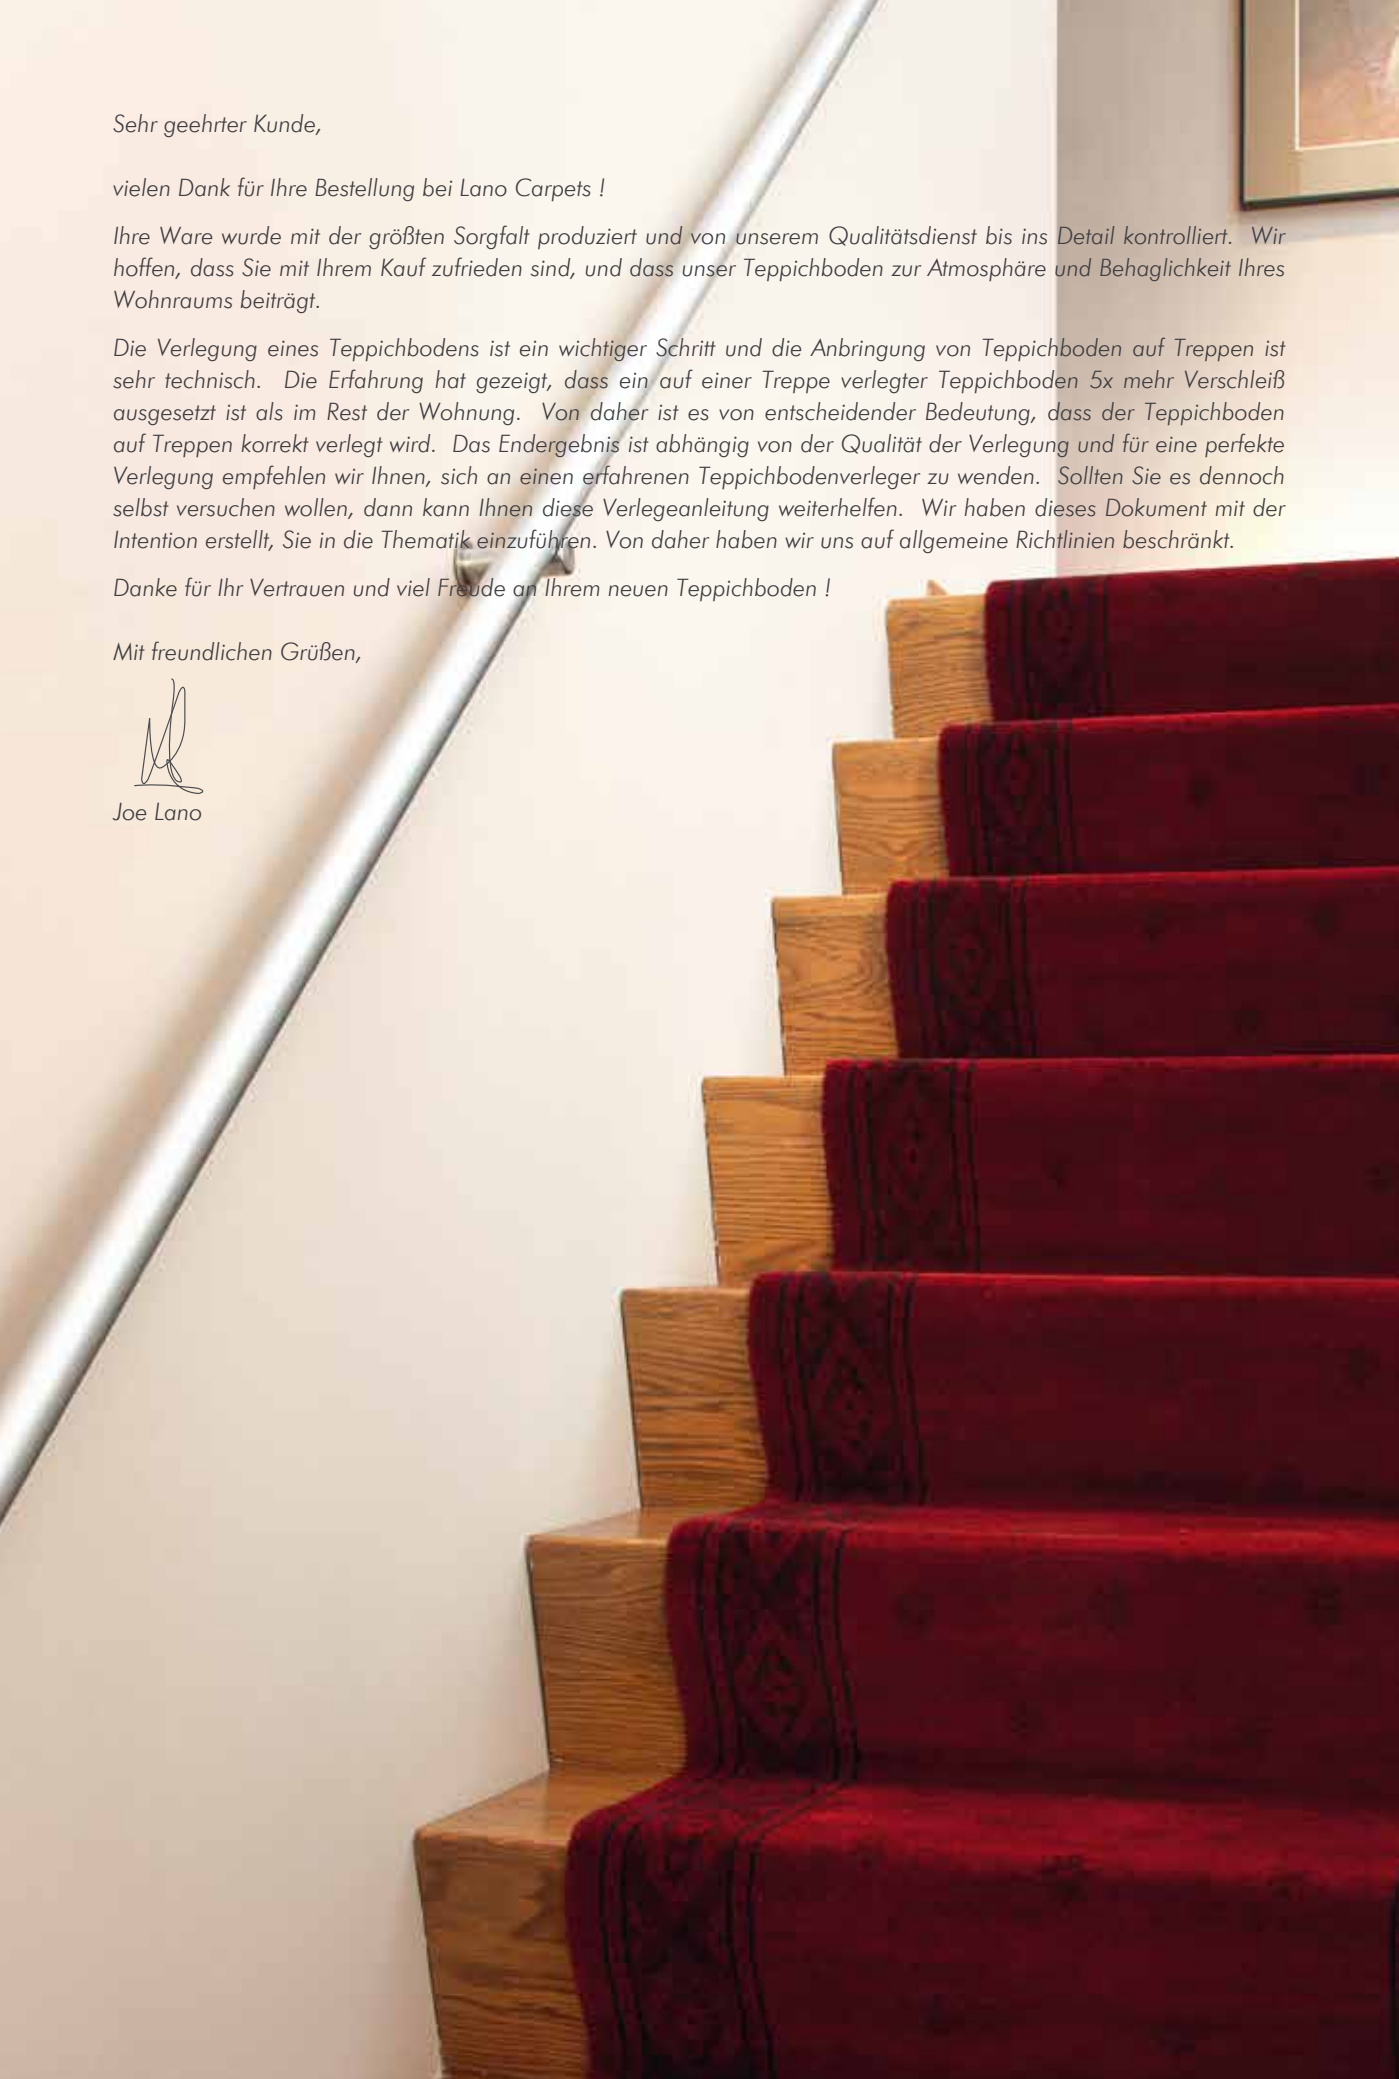 Sehr geehrter Kunde,
vielen Dank für Ihre Bestellung bei Lano Carpets !
Ihre Ware wurde mit der größten Sorgfalt produziert und von unserem Qualitätsdienst bis ins Detail kontrolliert. Wir
hoffen, dass Sie mit Ihrem Kauf zufrieden sind, und dass unser Teppichboden zur Atmosphäre und Behaglichkeit Ihres
Wohnraums beiträgt.
Die Verlegung eines Teppichbodens ist ein wichtiger Schritt und die Anbringung von Teppichboden auf Treppen ist
sehr technisch. Die Erfahrung hat gezeigt, dass ein auf einer Treppe verlegter Teppichboden 5x mehr Verschleiß
ausgesetzt ist als im Rest der Wohnung. Von daher ist es von entscheidender Bedeutung, dass der Teppichboden
auf Treppen korrekt verlegt wird. Das Endergebnis ist abhängig von der Qualität der Verlegung und für eine perfekte
Verlegung empfehlen wir Ihnen, sich an einen erfahrenen Teppichbodenverleger zu wenden. Sollten Sie es dennoch
selbst versuchen wollen, dann kann Ihnen diese Verlegeanleitung weiterhelfen. Wir haben dieses Dokument mit der
Intention erstellt, Sie in die Thematik einzuführen. Von daher haben wir uns auf allgemeine Richtlinien beschränkt.
Danke für Ihr Vertrauen und viel Freude an Ihrem neuen Teppichboden !
Mit freundlichen Grüßen,
Joe Lano